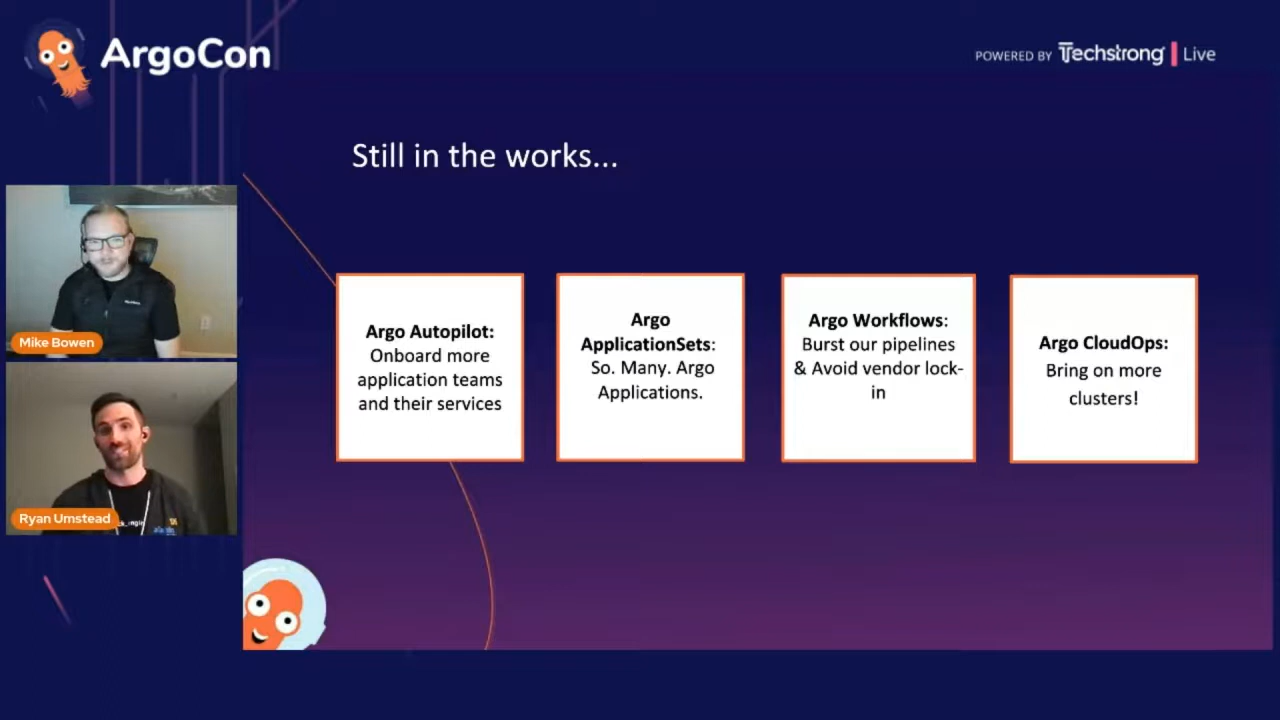 ArgoCon
POWERED BY Techstrong | Live
Still in the works...
Mike Bowen
Ryan Umstead
Argo Autopilot:
Onboard more
application teams
and their services
Argo
ApplicationSets:
So. Many. Argo
Applications.
Argo Workflows:
Burst our pipelines
& Avoid vendor lock-
in
Argo CloudOps:
Bring on more
clusters!